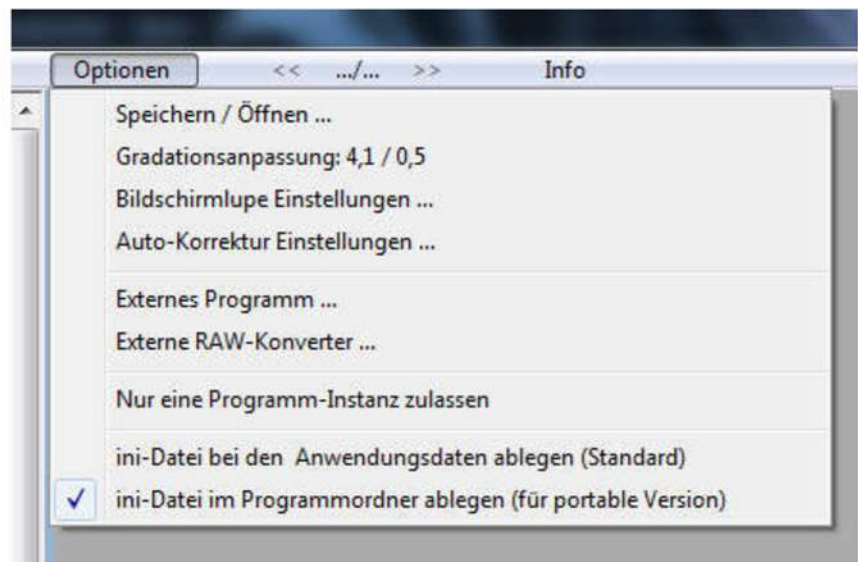 Optionen << .../... >> Info
Speichern / Öffnen ...
Gradationsanpassung: 4,1 / 0,5
Bildschirmlupe Einstellungen ...
Auto-Korrektur Einstellungen ...
Externes Programm ...
Externe RAW-Konverter ...
Nur eine Programm-Instanz zulassen
ini-Datei bei den Anwendungsdaten ablegen (Standard)
ini-Datei im Programmordner ablegen (für portable Version)